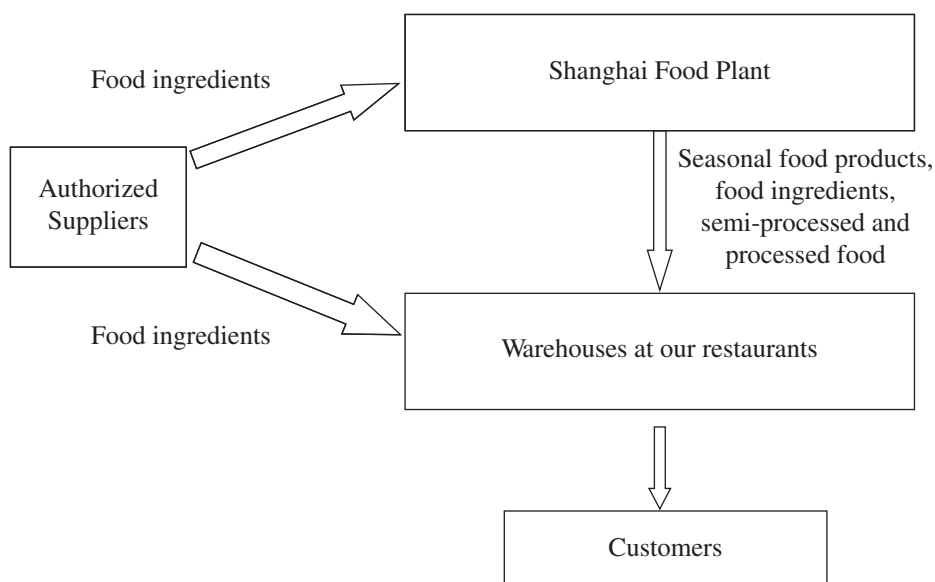 Food ingredients
Shanghai Food Plant
Authorized
Suppliers
Seasonal food products,
food ingredients,
semi-processed and
processed food
Food ingredients
Warehouses at our restaurants
Customers